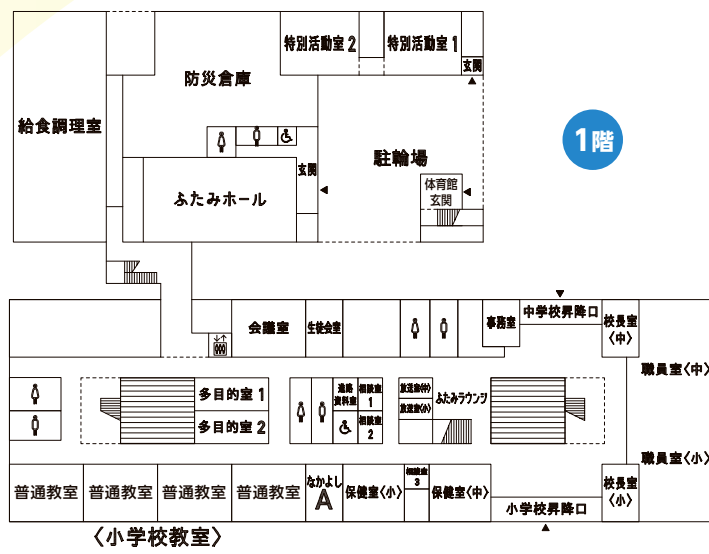 特別活動室 2
特別活動室 1
玄関
防災倉庫
給食調理室
1階
駐輪場
玄関
体育館
玄関
ふたみホール
会議室
生徒会室
事務室
中学校昇降口
校長室
〈中〉
職員室〈中〉
多目的室 1
多目的室 2
進路
資料室
相談室
1
相談室
2
放送室〈中〉
放送室〈小〉
ふたみラウンジ
職員室〈小〉
普通教室
普通教室
普通教室
普通教室
なかよし
A
保健室〈小〉
相談室
3
保健室〈中〉
小学校昇降口
校長室
〈小〉
〈小学校教室〉